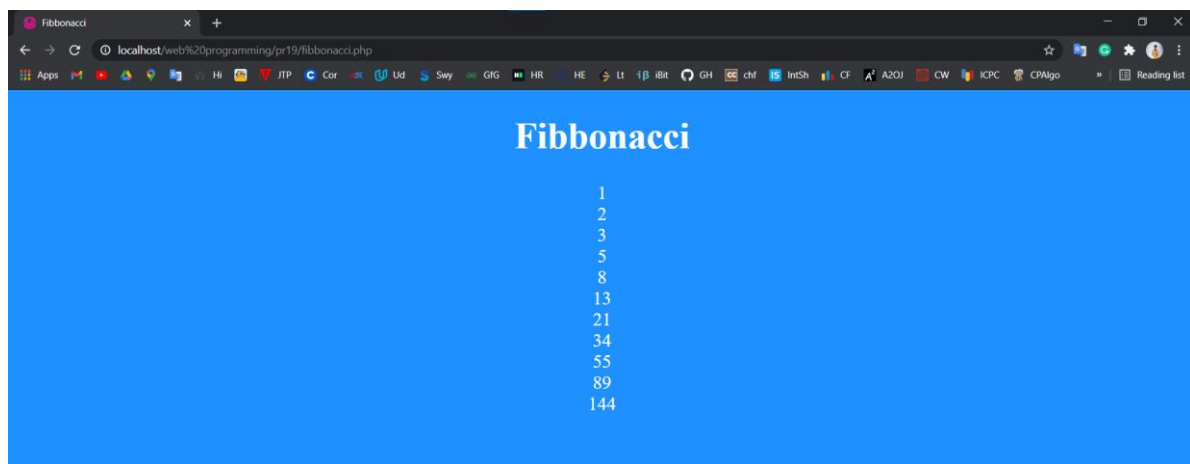 Fibbonacci
localhost/web%20programming/pr19/fibbonacci.php
Apps Hi JTP Cor Ud Swy GfG HR HE Lt iBit GH chf IntSh CF A2OJ CW ICPC CPAlgo » Reading list
Fibbonacci
1
2
3
5
8
13
21
34
55
89
144